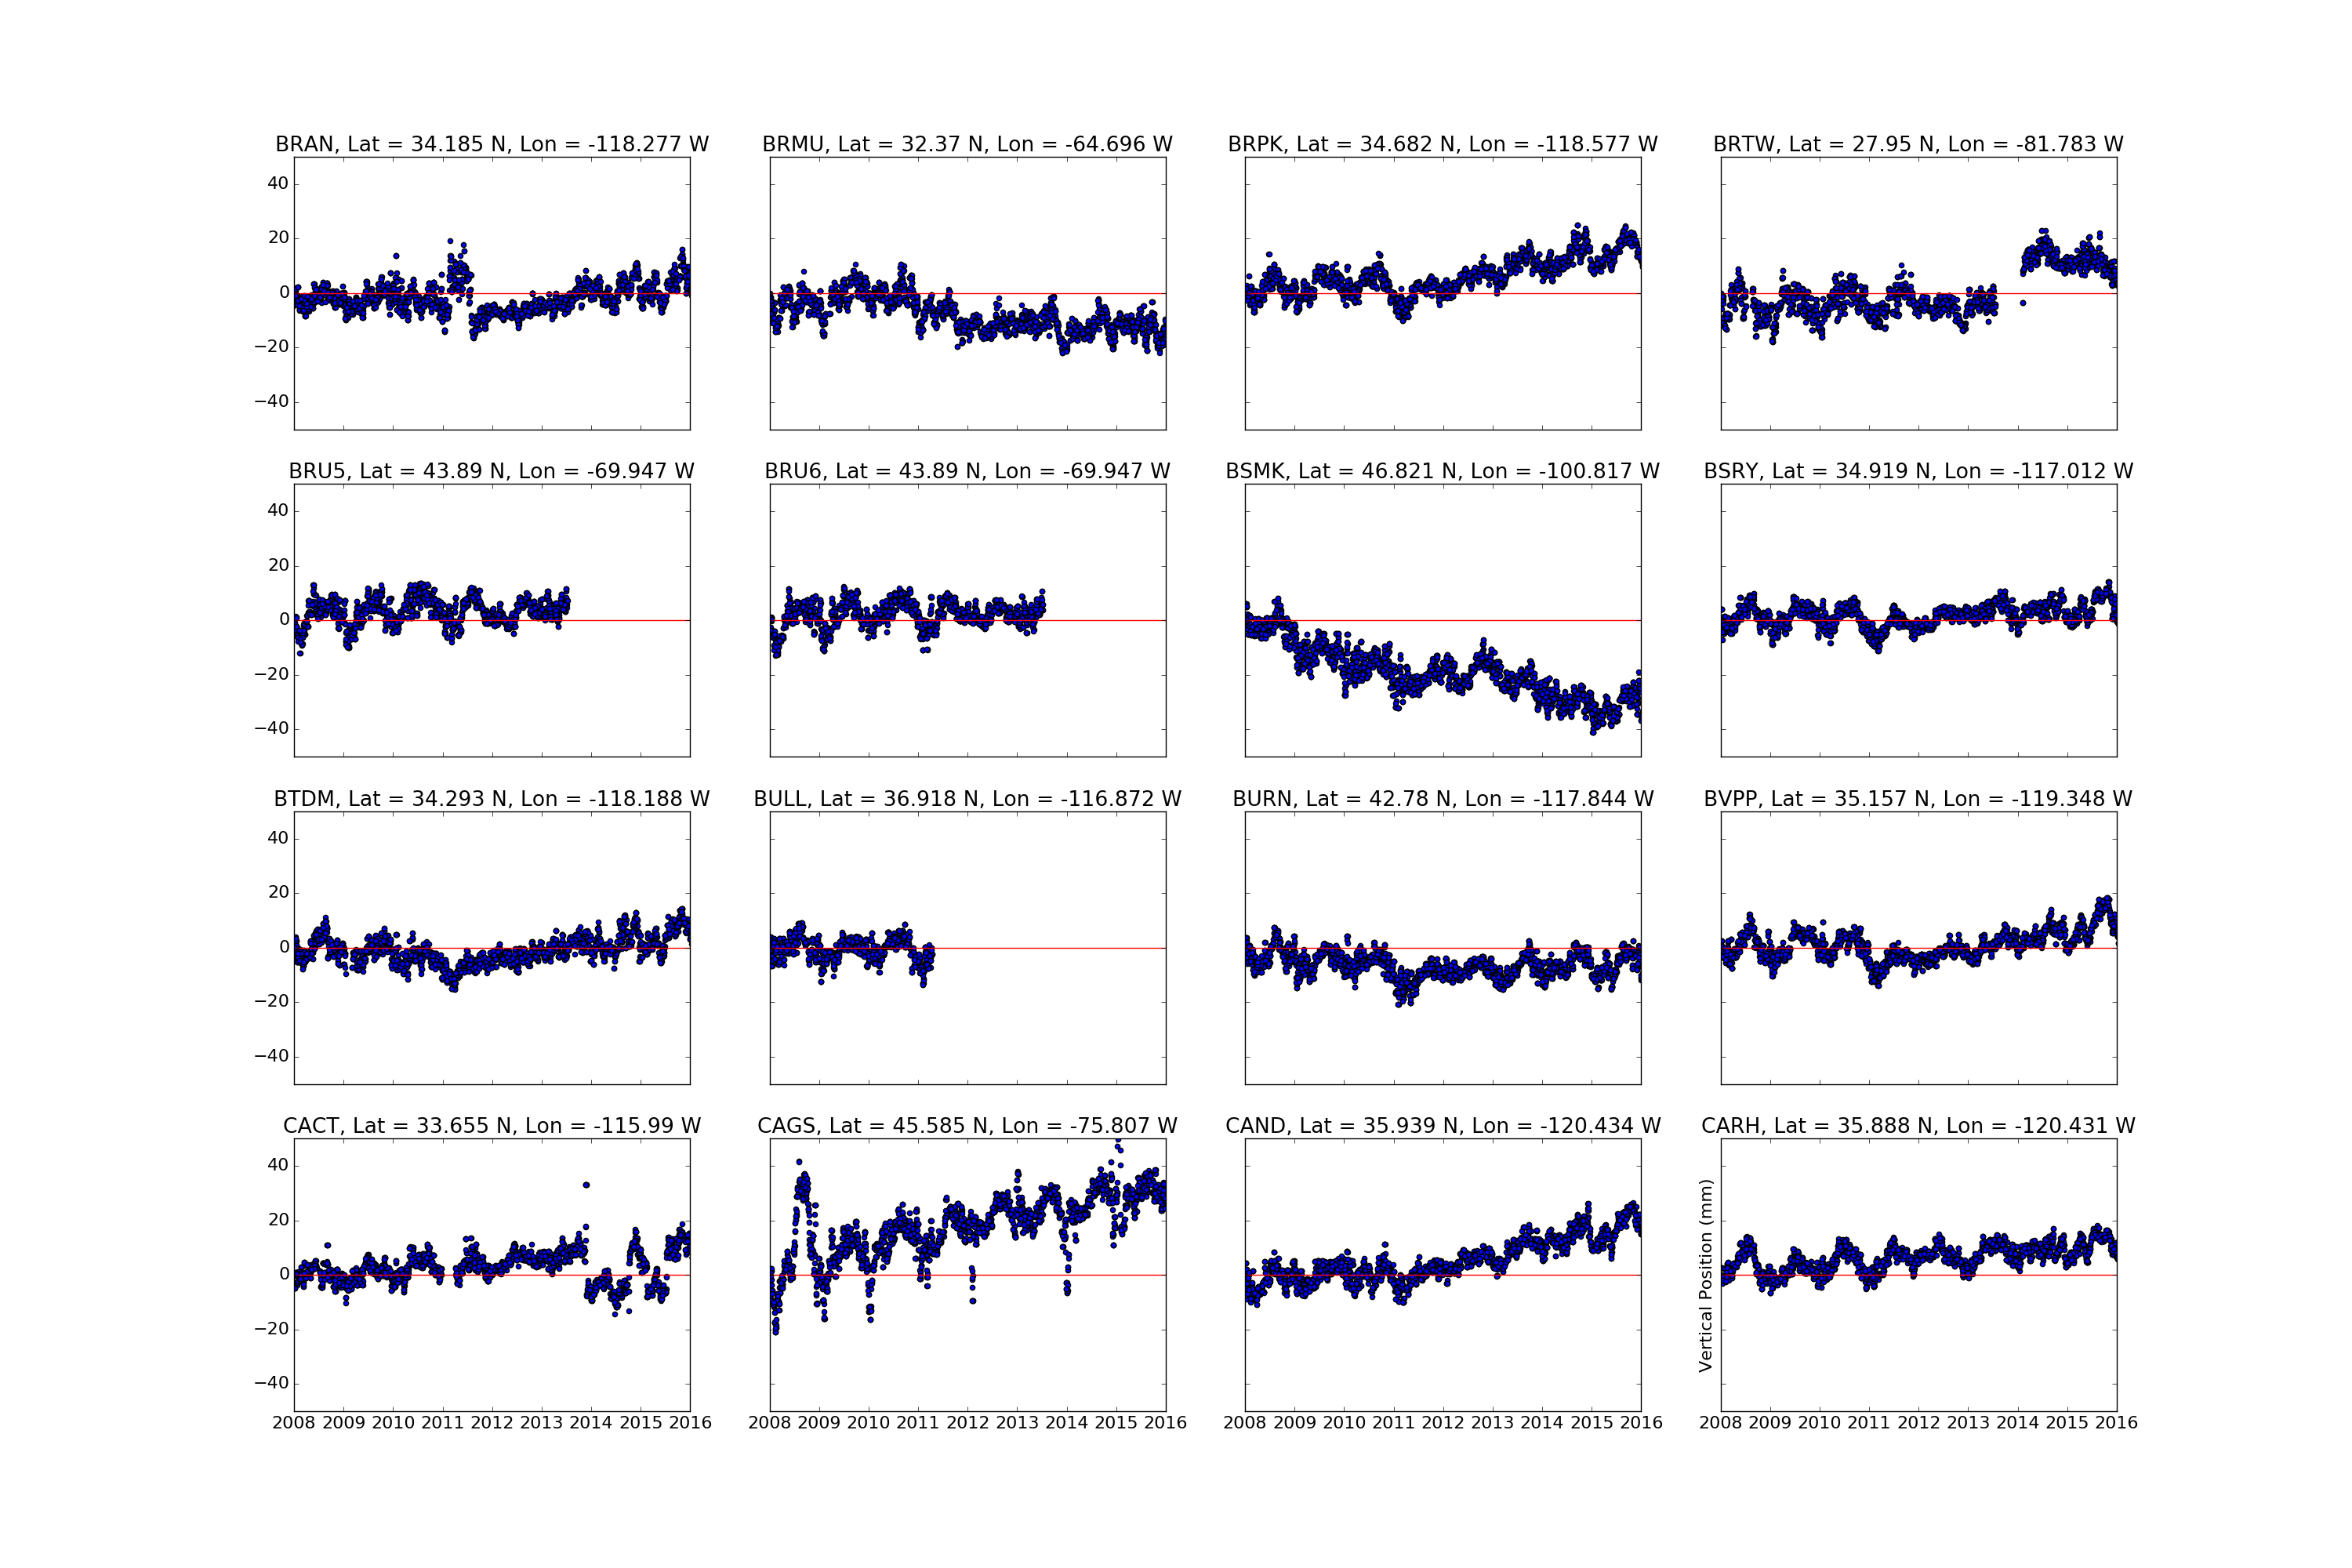 BRAN, Lat = 34.185 N, Lon = -118.277 W
BRMU, Lat = 32.37 N, Lon = -64.696 W
BRPK, Lat = 34.682 N, Lon = -118.577 W
BRTW, Lat = 27.95 N, Lon = -81.783 W
40
20
0
−20
−40
BRU5, Lat = 43.89 N, Lon = -69.947 W
BRU6, Lat = 43.89 N, Lon = -69.947 W
BSMK, Lat = 46.821 N, Lon = -100.817 W
BSRY, Lat = 34.919 N, Lon = -117.012 W
40
20
0
−20
−40
BTDM, Lat = 34.293 N, Lon = -118.188 W
BULL, Lat = 36.918 N, Lon = -116.872 W
BURN, Lat = 42.78 N, Lon = -117.844 W
BVPP, Lat = 35.157 N, Lon = -119.348 W
40
20
0
−20
−40
CACT, Lat = 33.655 N, Lon = -115.99 W
CAGS, Lat = 45.585 N, Lon = -75.807 W
CAND, Lat = 35.939 N, Lon = -120.434 W
CARH, Lat = 35.888 N, Lon = -120.431 W
40
20
0
−20
−40
Vertical Position (mm)
2008 2009 2010 2011 2012 2013 2014 2015 2016
2008 2009 2010 2011 2012 2013 2014 2015 2016
2008 2009 2010 2011 2012 2013 2014 2015 2016
2008 2009 2010 2011 2012 2013 2014 2015 2016